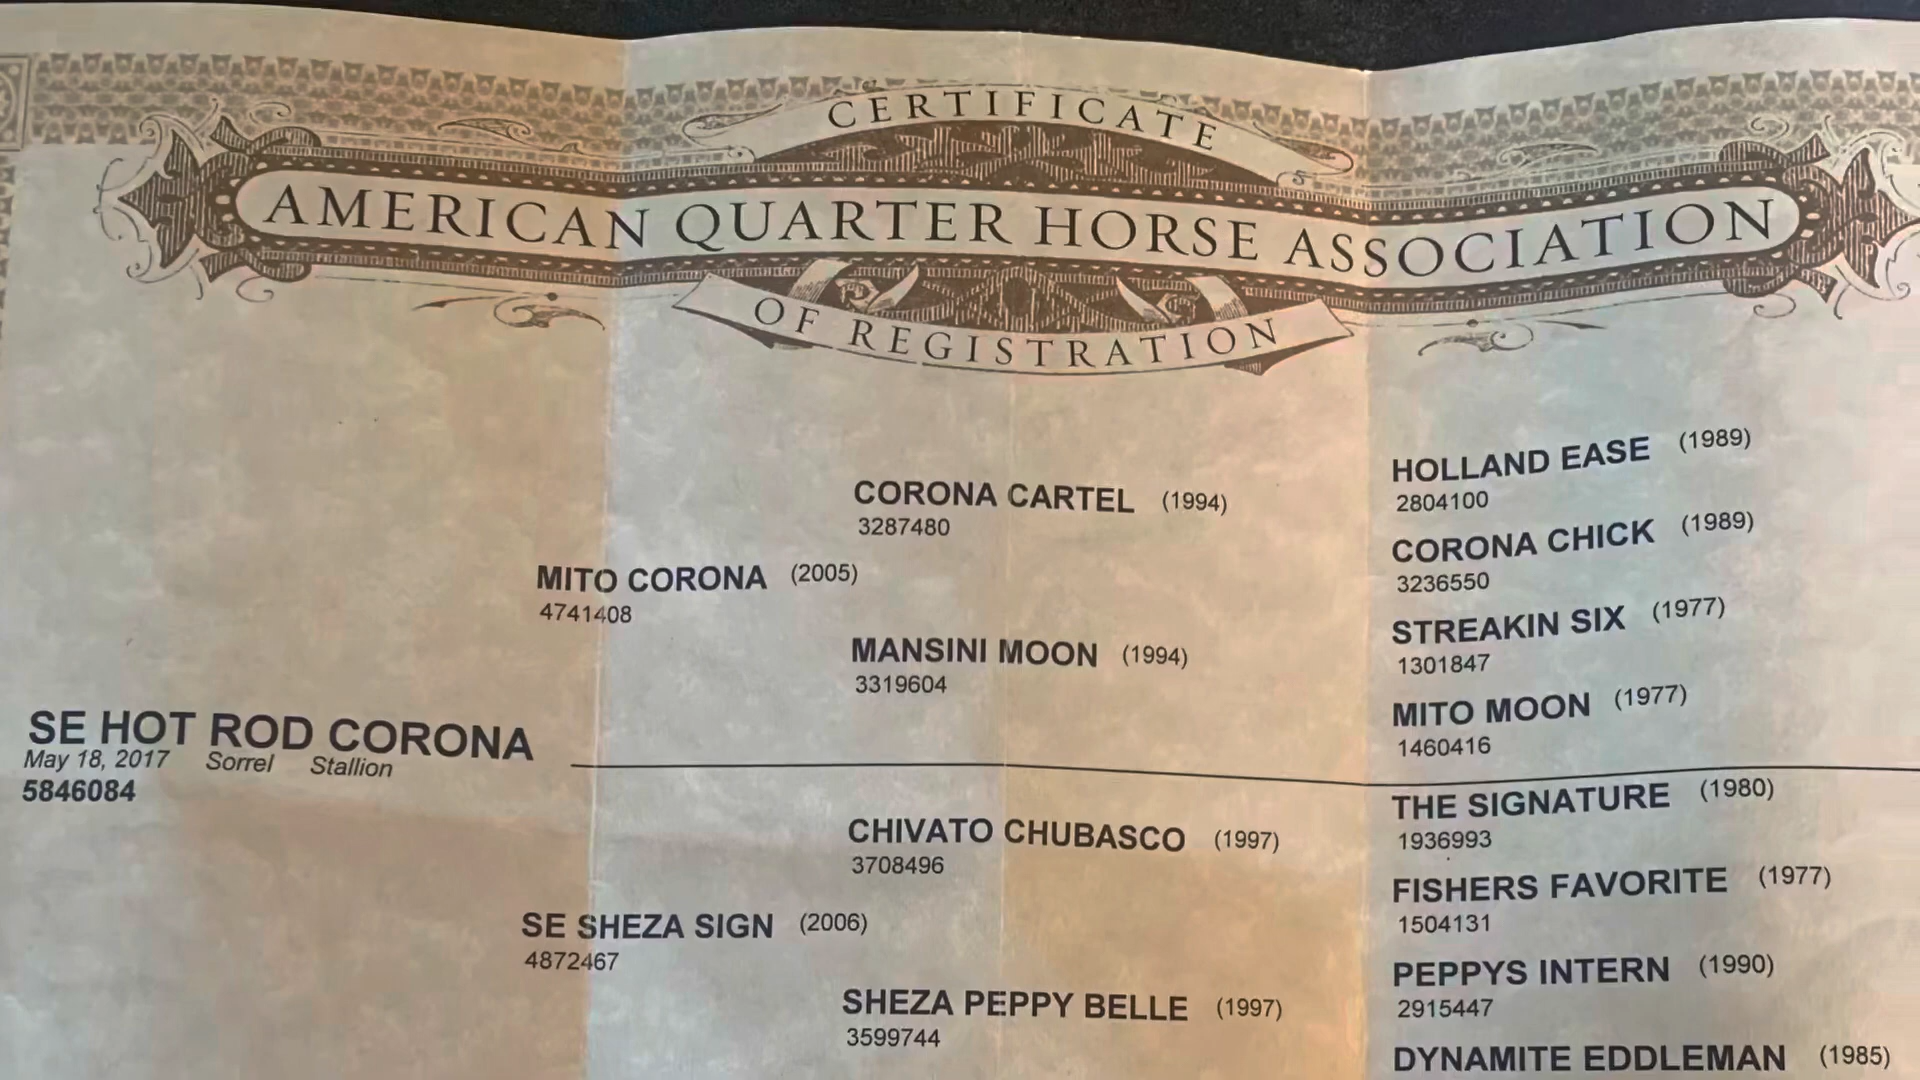 CERTIFICATE
AMERICAN QUARTER HORSE ASSOCIATION
OF REGISTRATION
HOLLAND EASE (1989)
2804100
CORONA CARTEL (1994)
3287480
CORONA CHICK (1989)
3236550
MITO CORONA (2005)
4741408
STREAKIN SIX (1977)
1301847
MANSINI MOON (1994)
3319604
MITO MOON (1977)
1460416
SE HOT ROD CORONA
May 18, 2017 Sorrel Stallion
5846084
THE SIGNATURE (1980)
1936993
CHIVATO CHUBASCO (1997)
3708496
FISHERS FAVORITE (1977)
1504131
SE SHEZA SIGN (2006)
4872467
PEPPYS INTERN (1990)
2915447
SHEZA PEPPY BELLE (1997)
3599744
DYNAMITE EDDLEMAN (1985)